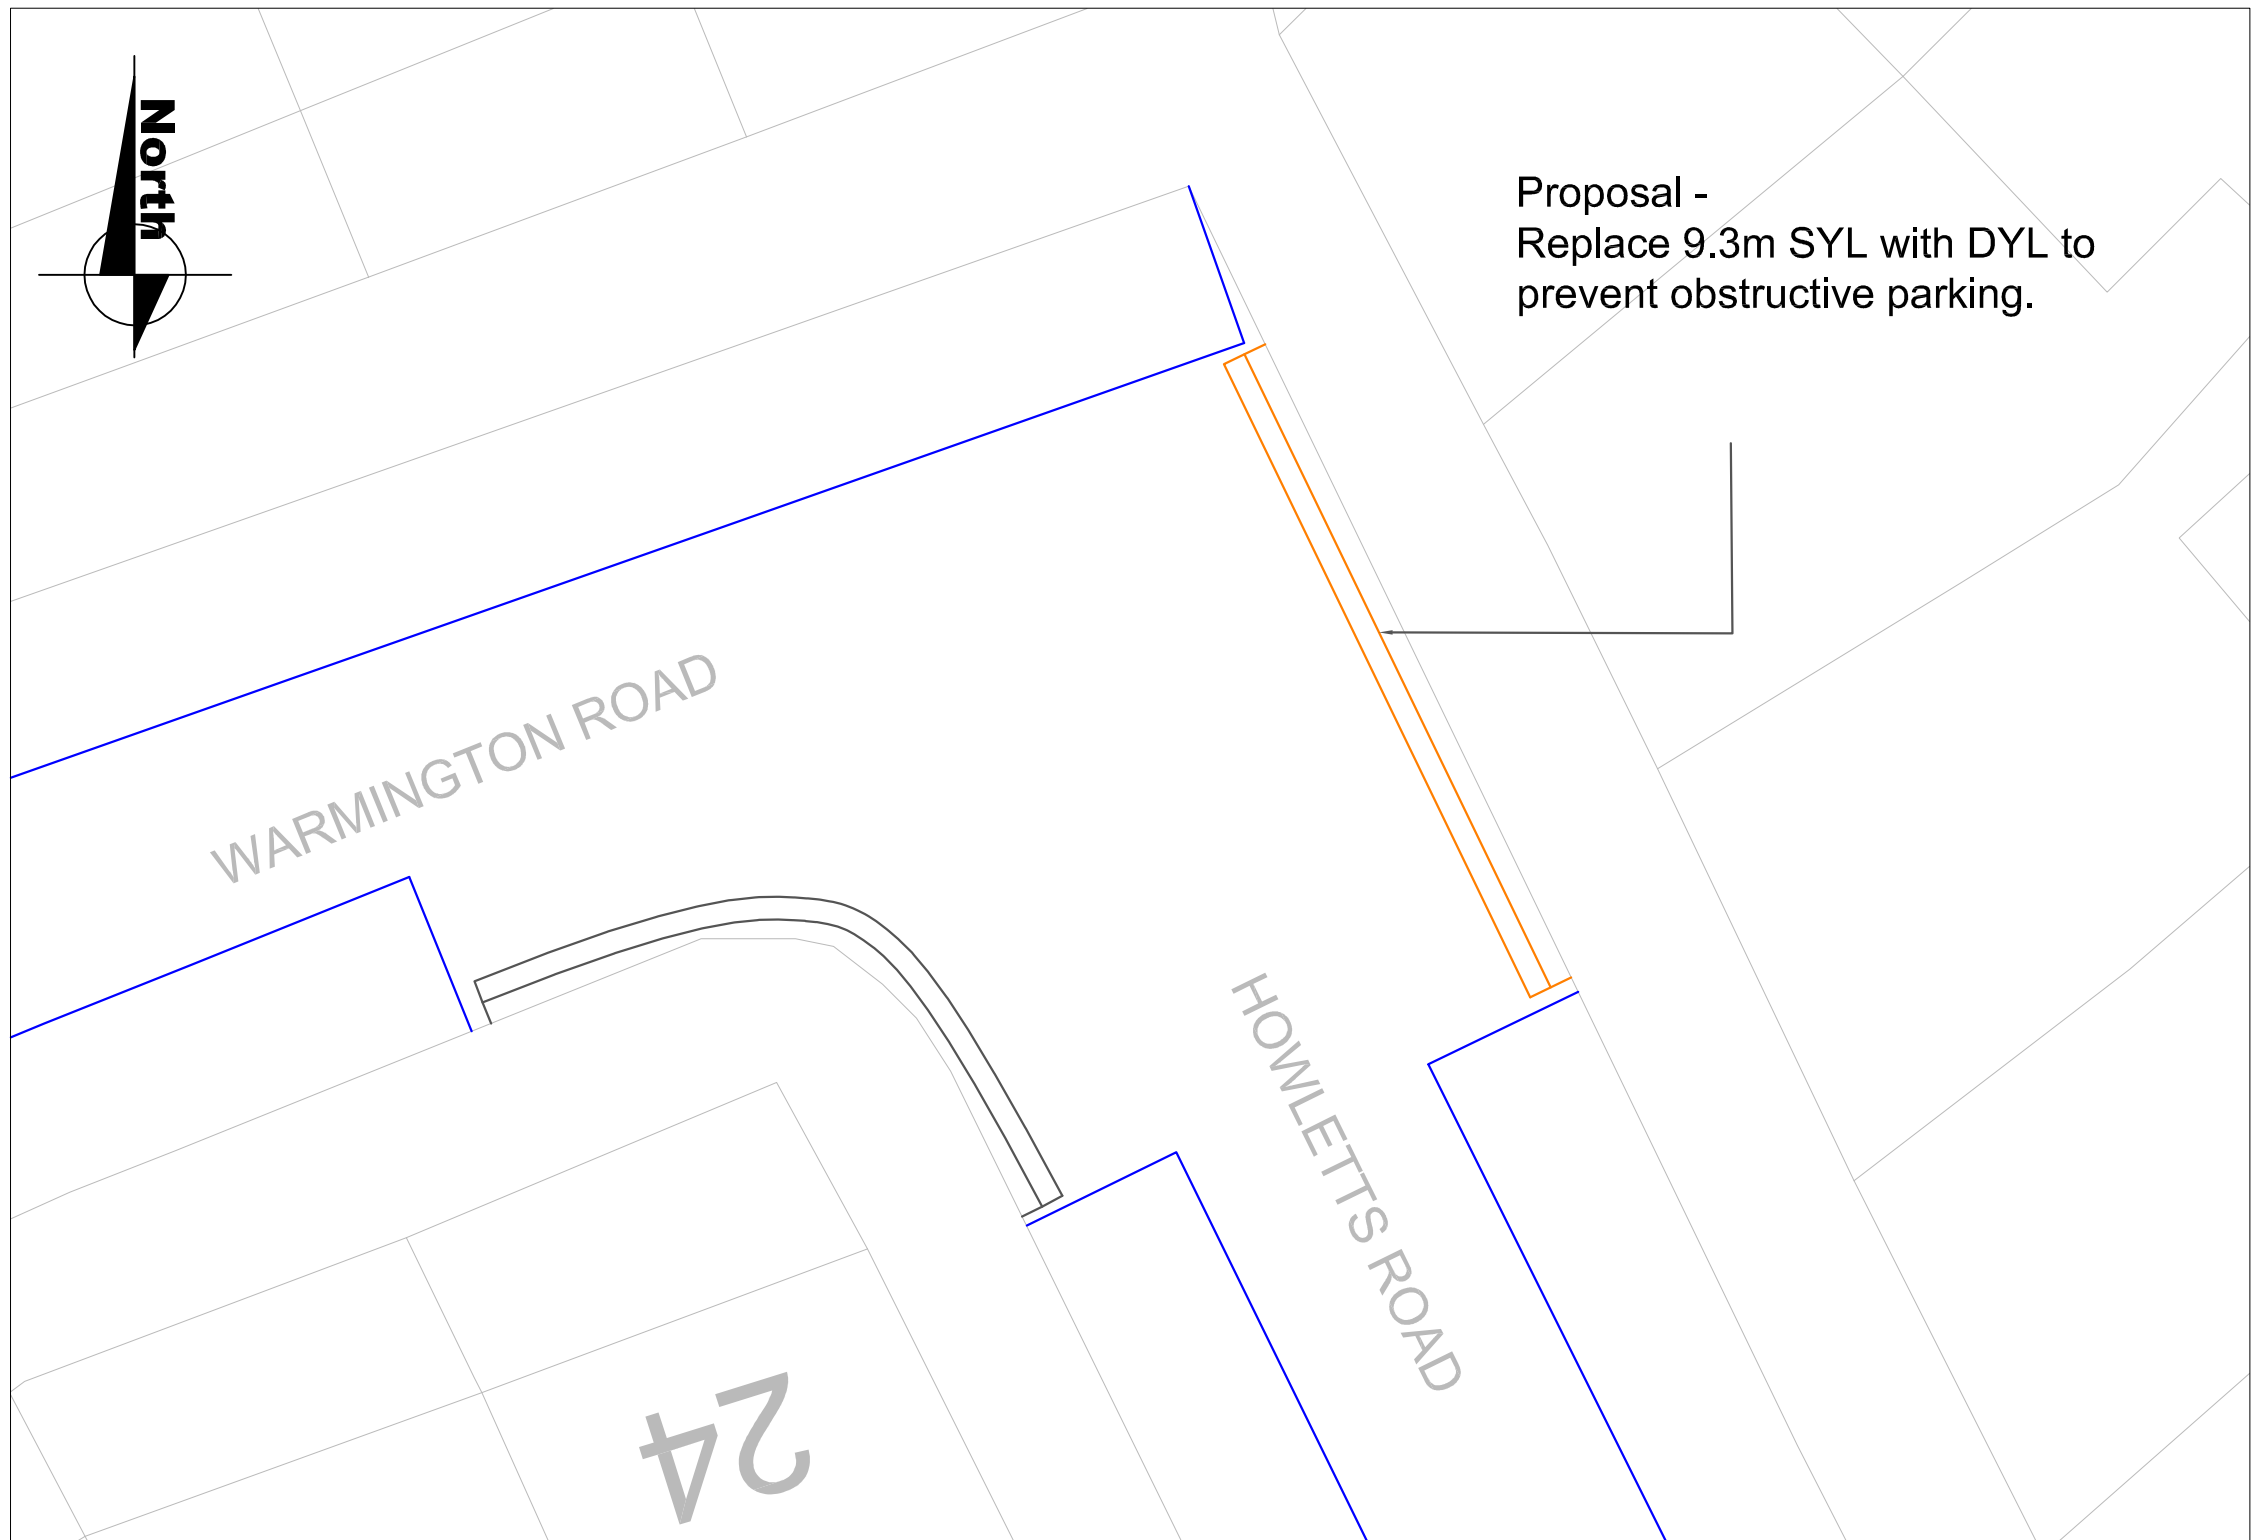 North
Proposal -
Replace 9.3m SYL with DYL to
prevent obstructive parking.
WARMINGTON ROAD
HOWLETTS ROAD
24